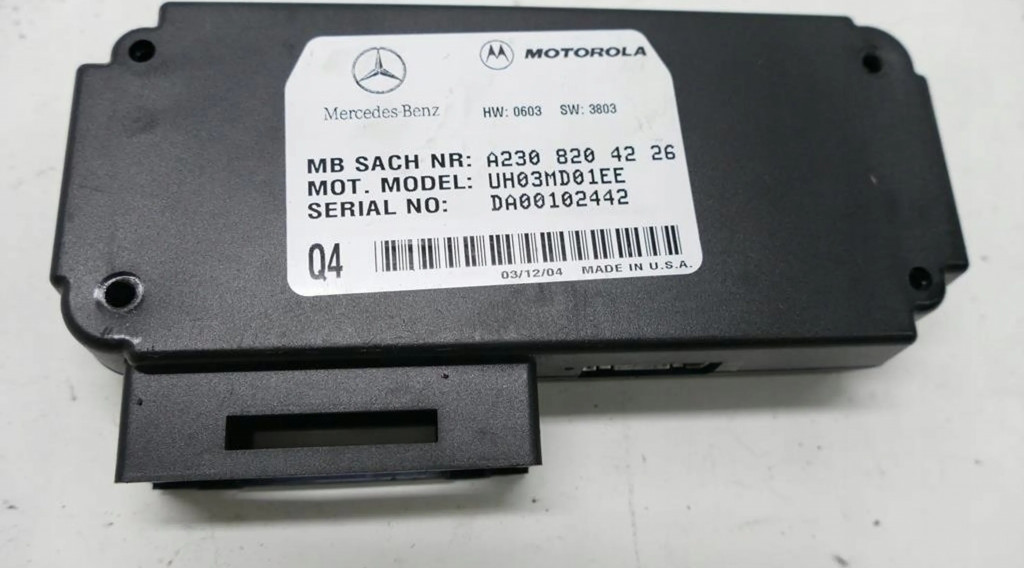 MOTOROLA
Mercedes-Benz HW: 0603 SW: 3803
MB SACH NR: A230 820 42 26
MOT. MODEL: UH03MD01EE
SERIAL NO: DA00102442
Q4
03/12/04 MADE IN U.S.A.